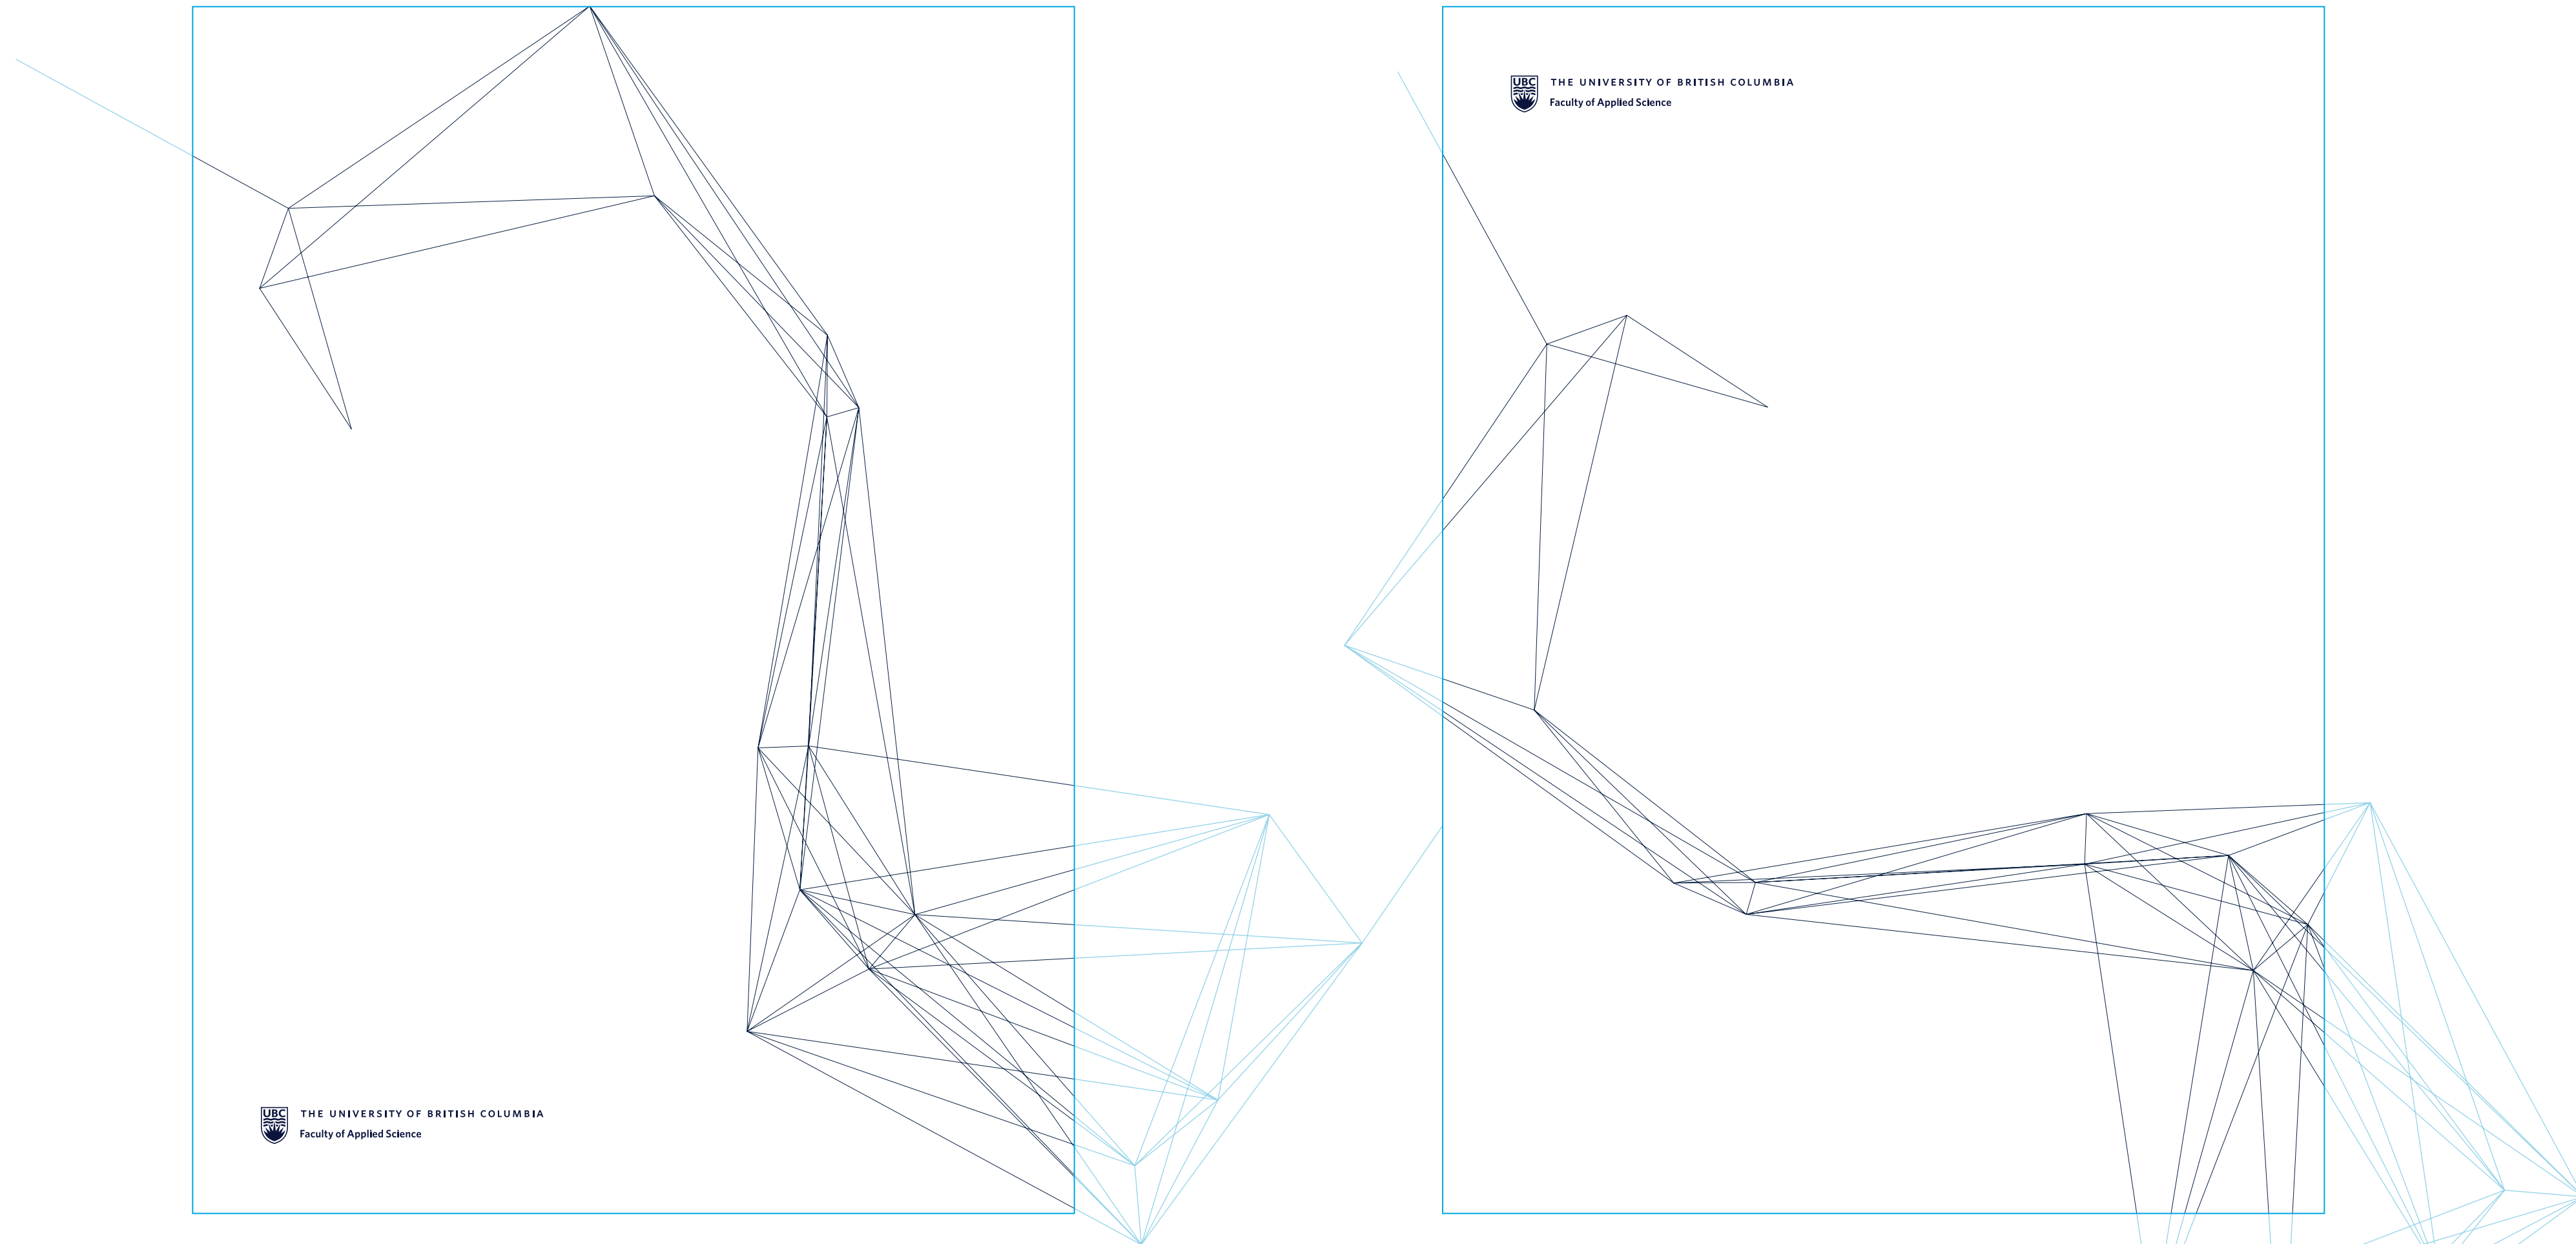 UBC
THE UNIVERSITY OF BRITISH COLUMBIA
Faculty of Applied Science
UBC
THE UNIVERSITY OF BRITISH COLUMBIA
Faculty of Applied Science